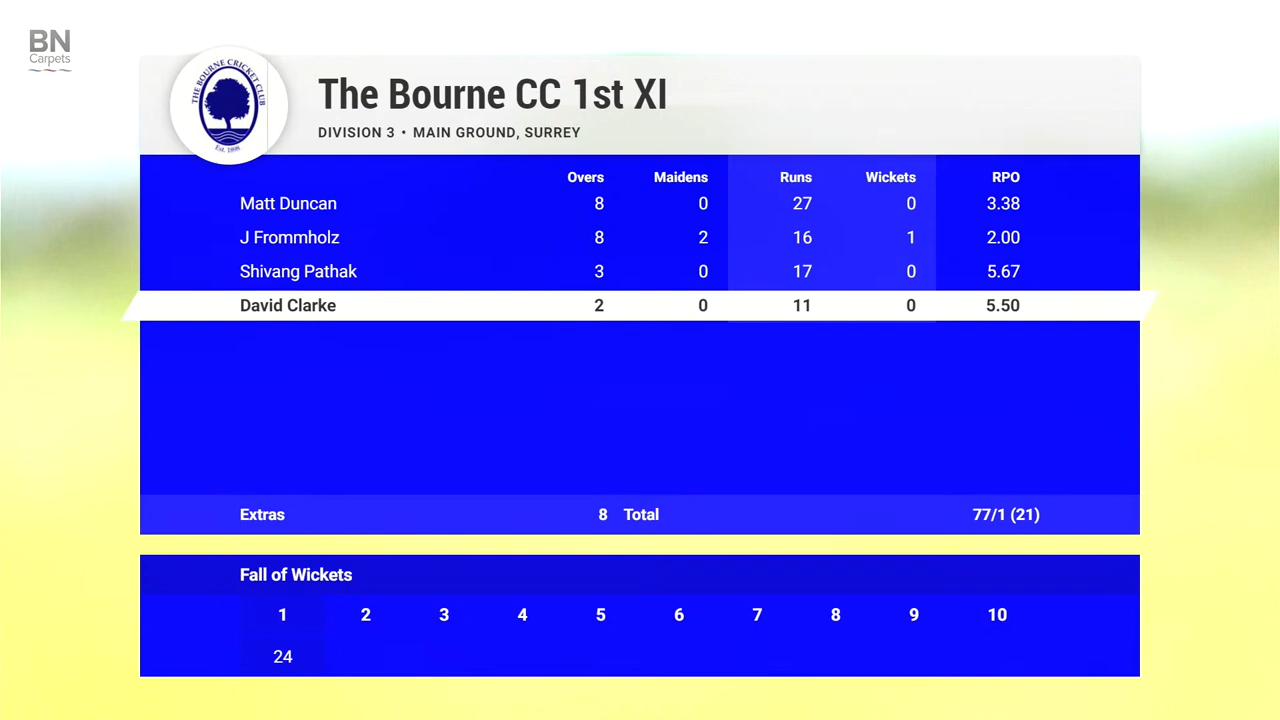 BN
Carpets
THE BOURNE CRICKET CLUB
Est. 1898
The Bourne CC 1st XI
DIVISION 3 • MAIN GROUND, SURREY
Overs Maidens Runs Wickets RPO
Matt Duncan 8 0 27 0 3.38
J Frommholz 8 2 16 1 2.00
Shivang Pathak 3 0 17 0 5.67
David Clarke 2 0 11 0 5.50
Extras 8 Total 77/1 (21)
Fall of Wickets
1 2 3 4 5 6 7 8 9 10
24